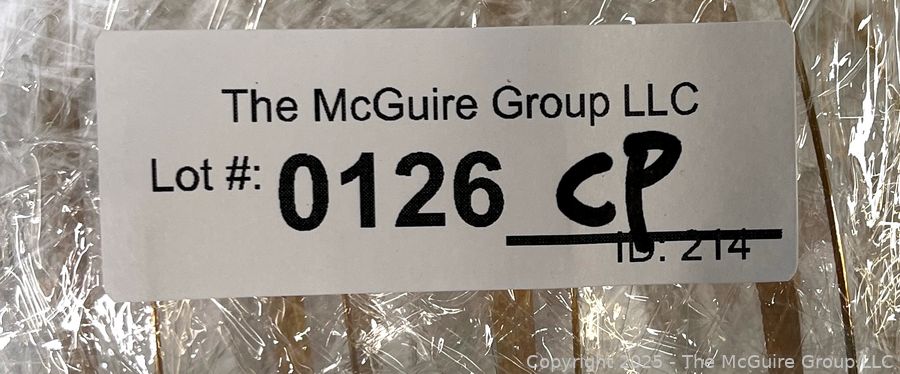 The McGuire Group LLC
Lot #: 0126 CP
ID: 214
Copyright 2025 - The McGuire Group LLC